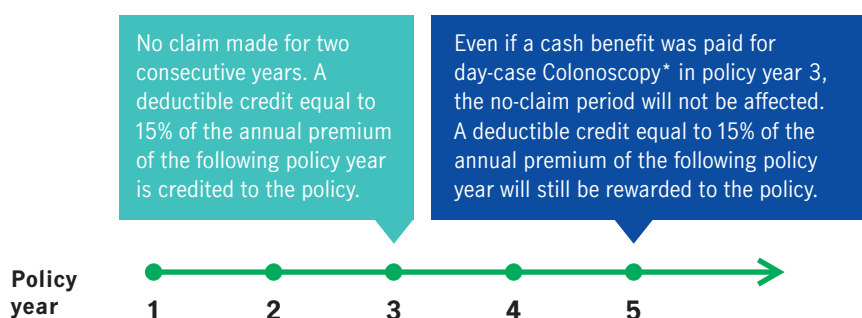 No claim made for two
consecutive years. A
deductible credit equal to
15% of the annual premium
of the following policy year
is credited to the policy.
Even if a cash benefit was paid for
day-case Colonoscopy* in policy year 3,
the no-claim period will not be affected.
A deductible credit equal to 15% of the
annual premium of the following policy
year will still be rewarded to the policy.
Policy
year
1 2 3 4 5